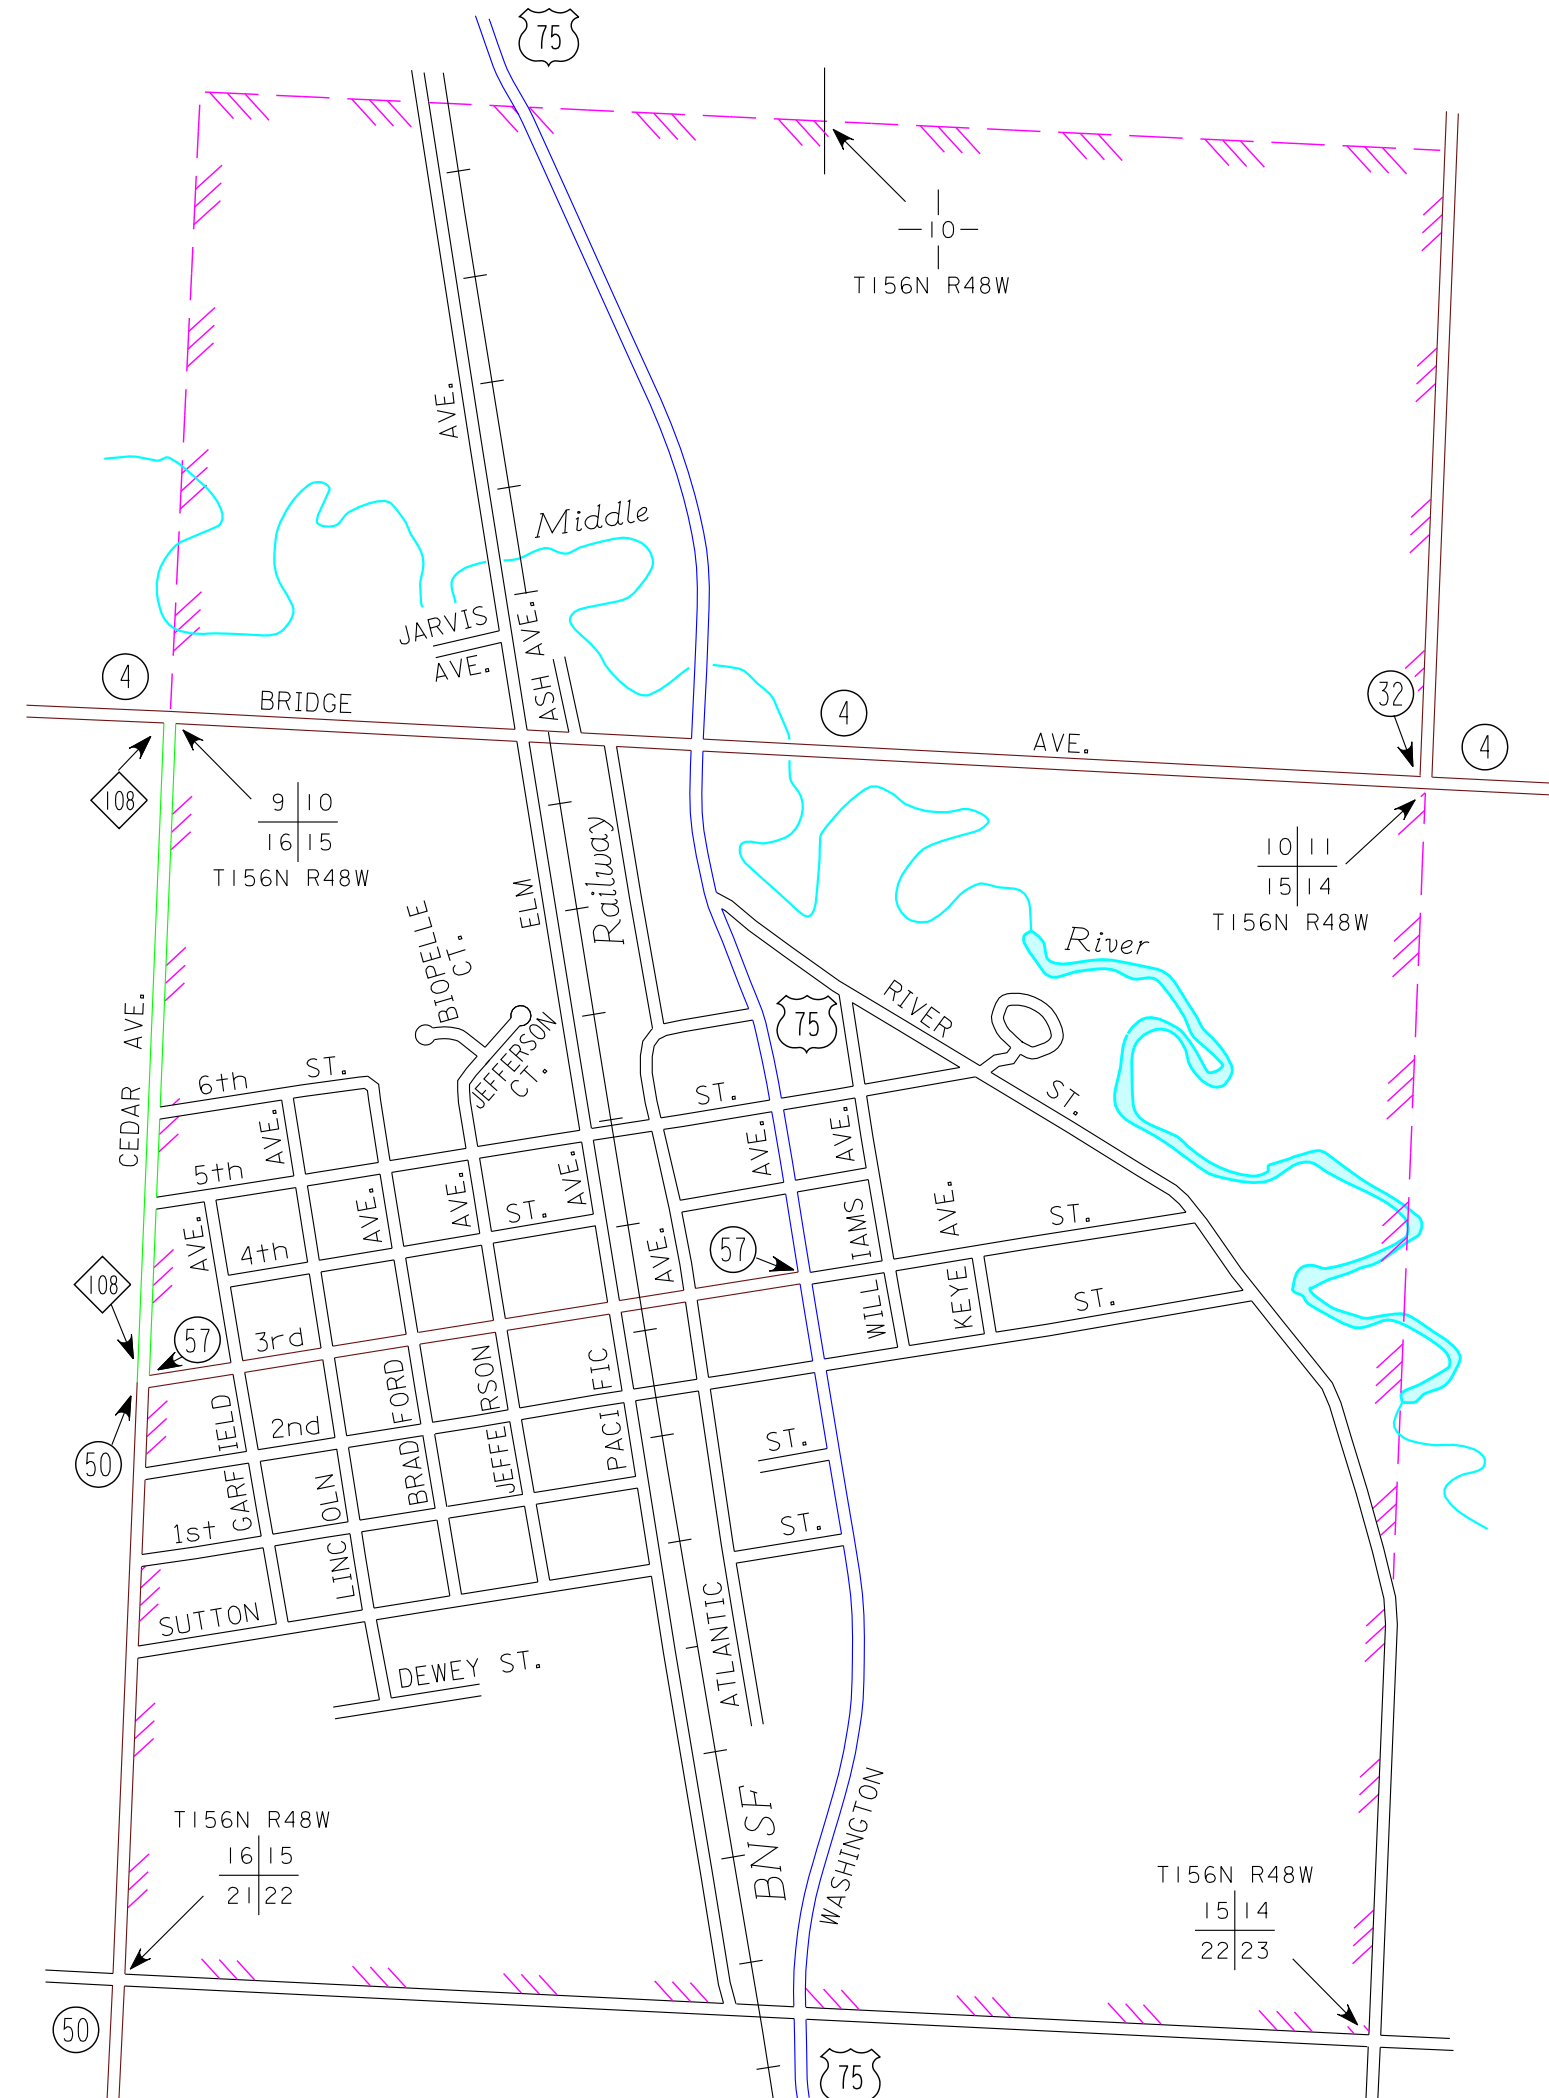 75
10
T156N R48W
AVE.
Middle
JARVIS
AVE.
ASH AVE.
4
BRIDGE
4
AVE.
32
4
108
9 10
16 15
T156N R48W
10 11
15 14
T156N R48W
Railway
ELM
BIOPELLE
CT.
River
CEDAR AVE.
JEFFERSON
CT.
75
RIVER
ST.
6th ST.
ST.
AVE.
AVE.
AVE.
5th
AVE.
AVE.
AVE.
AVE.
ST.
4th
AVE.
IAMS
AVE.
ST.
57
108
57
3rd
WILL
KEYE
ST.
FORD
RSON
FIC
50
IELD
2nd
BRAD
JEFFE
PACI
ST.
GARF
OLN
1st
ST.
LINC
SUTTON
ATLANTIC
DEWEY ST.
BNSF
WASHINGTON
T156N R48W
16 15
21 22
T156N R48W
15 14
22 23
50
75